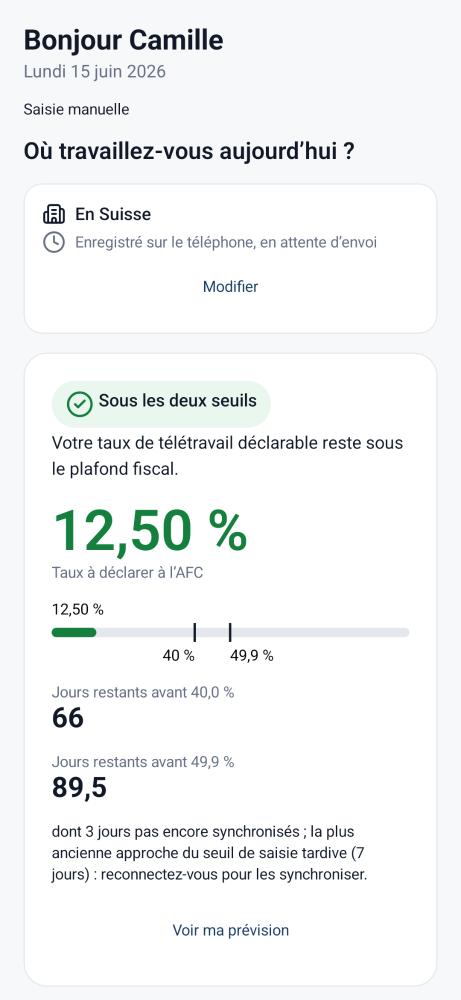 Bonjour Camille
Lundi 15 juin 2026
Saisie manuelle
Où travaillez-vous aujourd’hui ?
En Suisse
Enregistré sur le téléphone, en attente d’envoi
Modifier
Sous les deux seuils
Votre taux de télétravail déclarable reste sous
le plafond fiscal.
12,50 %
Taux à déclarer à l’AFC
12,50 %
40 %
49,9 %
Jours restants avant 40,0 %
66
Jours restants avant 49,9 %
89,5
dont 3 jours pas encore synchronisés ; la plus
ancienne approche du seuil de saisie tardive (7
jours) : reconnectez-vous pour les synchroniser.
Voir ma prévision